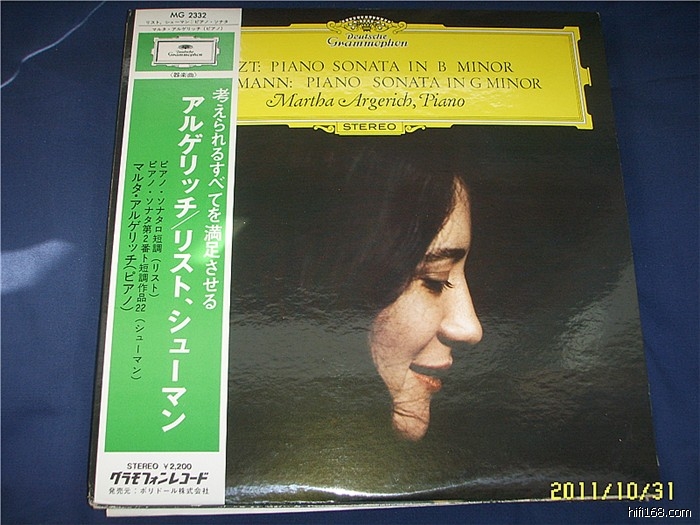 MG 2332
リスト、シューマン：ピアノ・ソナタ
マルタ・アルゲリッチ（ピアノ）
Deutsche
Grammophon
〈器楽曲〉
考えられるすべてを満足させる
アルゲリッチ/リスト、シューマン
ピアノ・ソナタロ短調（リスト）
ピアノ・ソナタ第2番ト短調作品22（シューマン）
マルタ・アルゲリッチ（ピアノ）
STEREO ￥2,200
グラモフォンレコード
発売元：ポリドール株式会社
Deutsche
Grammophon
ZT: PIANO SONATA IN B MINOR
MANN: PIANO SONATA IN G MINOR
Martha Argerich, Piano
STEREO
2011/10/31
hifi168.com